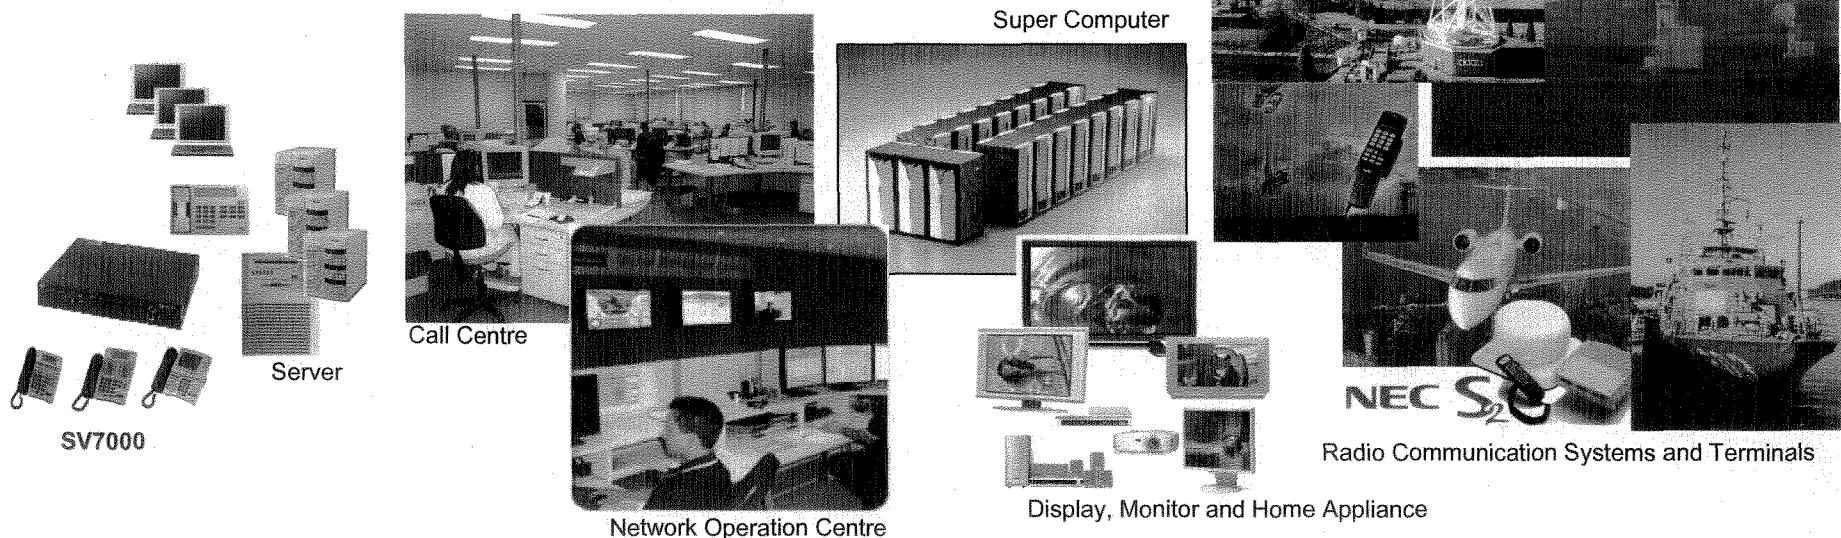 Super Computer
Call Centre
Server
SV7000
NEC S2
Radio Communication Systems and Terminals
Display, Monitor and Home Appliance
Network Operation Centre